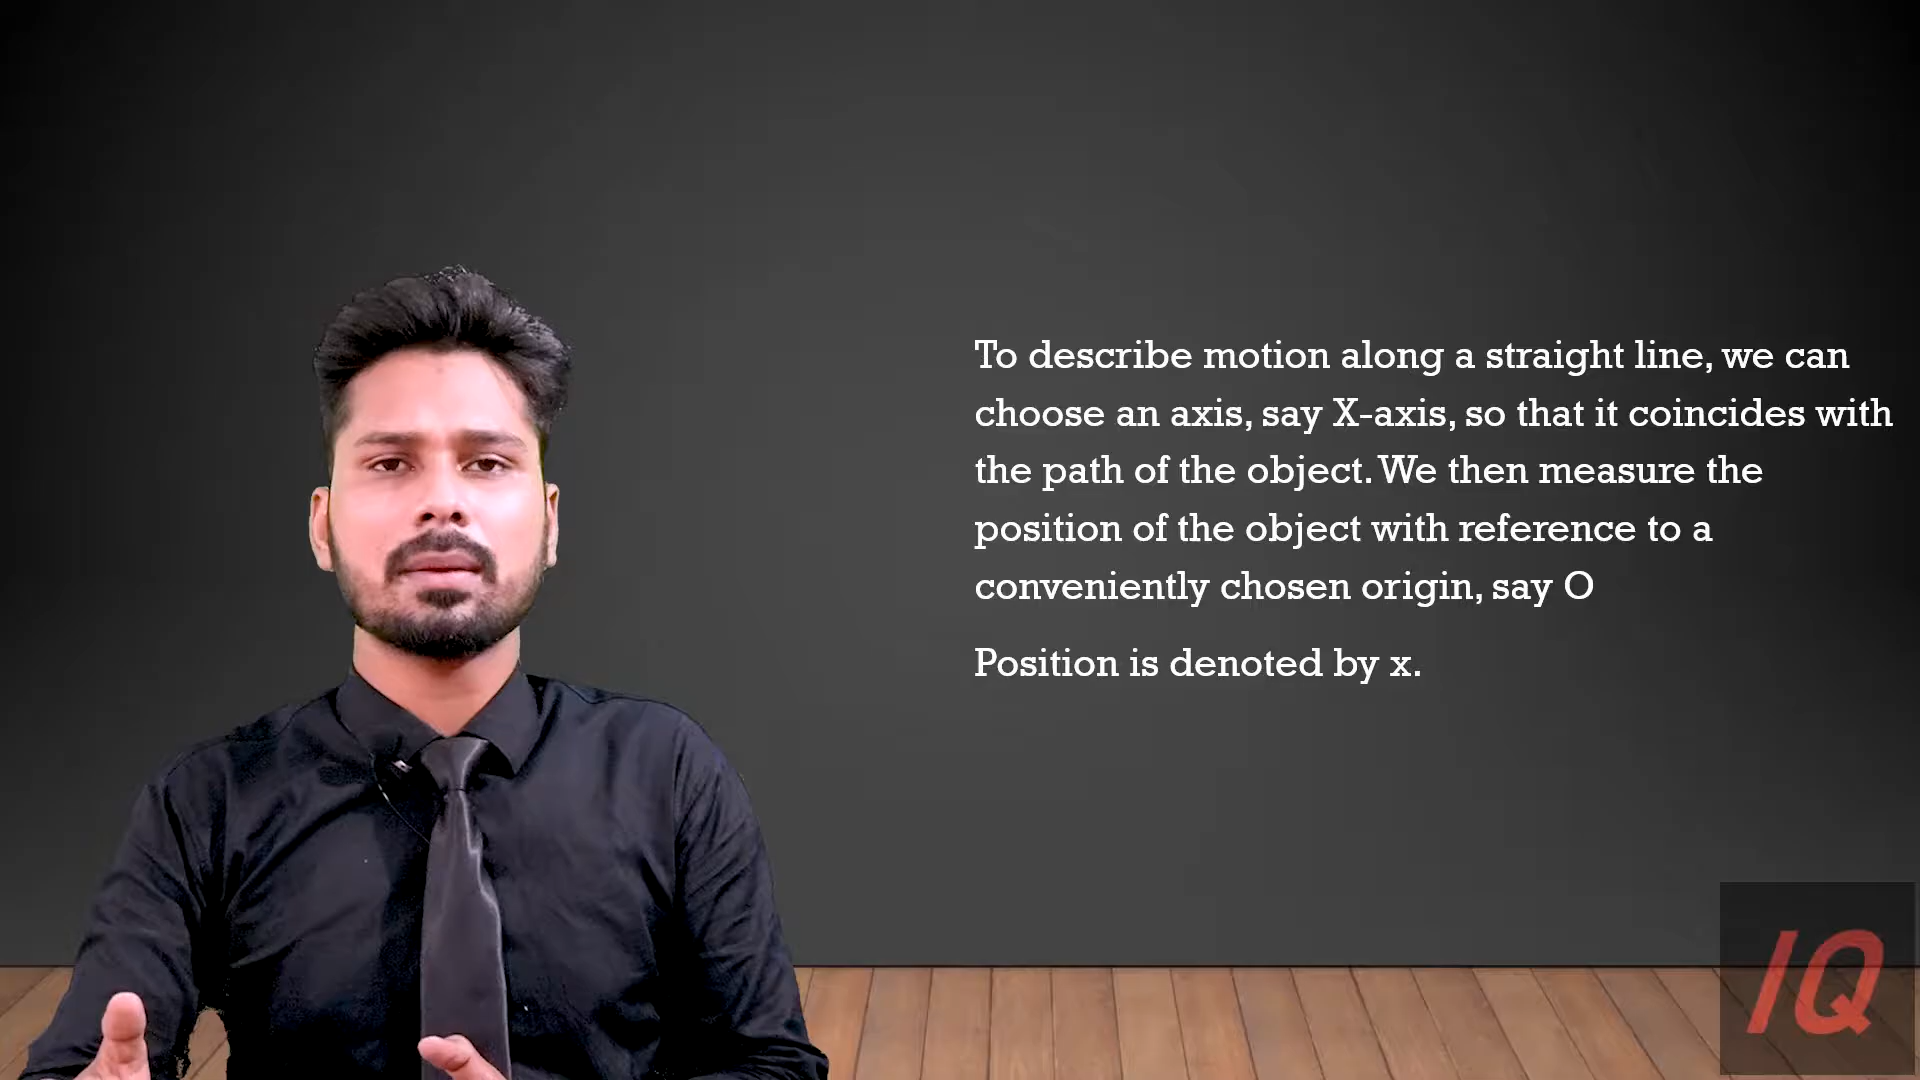 To describe motion along a straight line, we can
choose an axis, say X-axis, so that it coincides with
the path of the object. We then measure the
position of the object with reference to a
conveniently chosen origin, say O
Position is denoted by x.
IQ